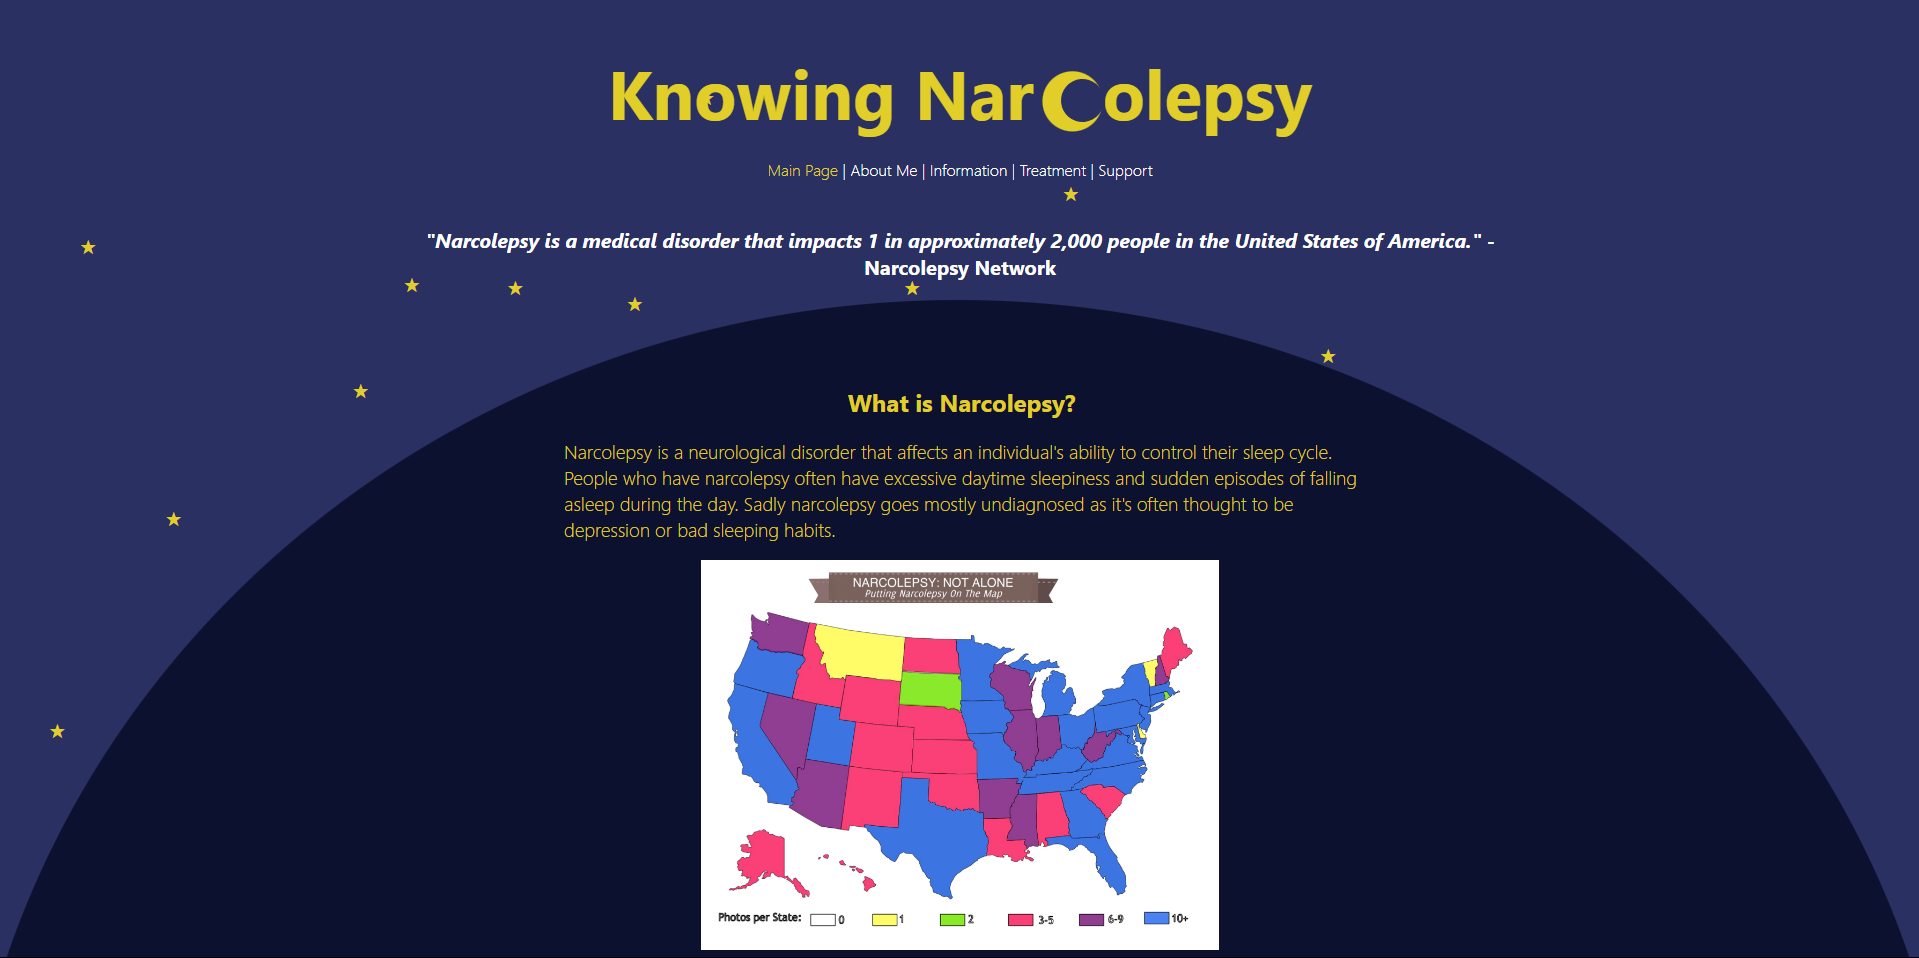 Knowing Narcolepsy
Main Page | About Me | Information | Treatment | Support
"Narcolepsy is a medical disorder that impacts 1 in approximately 2,000 people in the United States of America." -
Narcolepsy Network
What is Narcolepsy?
Narcolepsy is a neurological disorder that affects an individual's ability to control their sleep cycle.
People who have narcolepsy often have excessive daytime sleepiness and sudden episodes of falling
asleep during the day. Sadly narcolepsy goes mostly undiagnosed as it's often thought to be
depression or bad sleeping habits.
NARCOLEPSY: NOT ALONE
Putting Narcolepsy On The Map
Photos per State: 0 1 2 3-5 6-9 10+